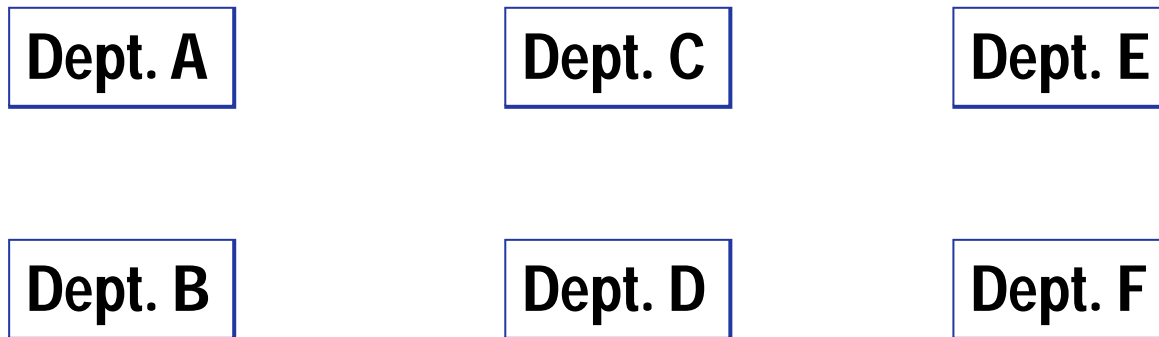 Dept. A
Dept. C
Dept. E
Dept. B
Dept. D
Dept. F